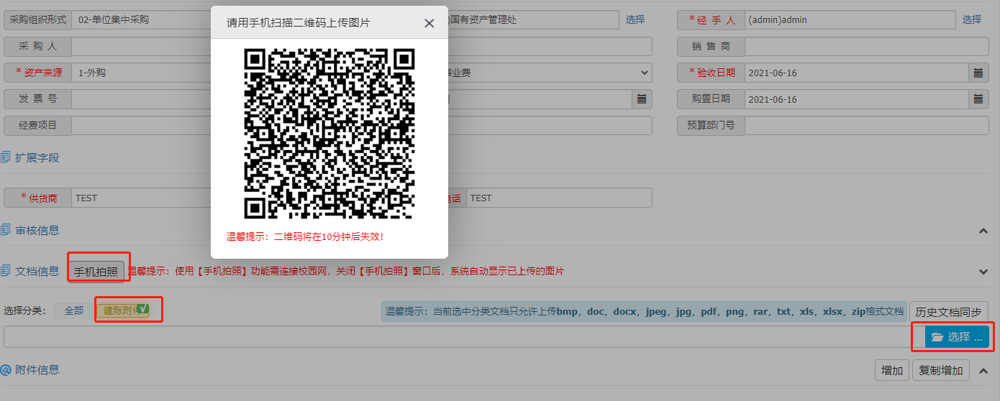 采购组织形式 02-单位集中采购 请用手机扫描二维码上传图片 国有资产管理处 选择 *经手人 (admin)admin 选择
采购人 销售商
*资产来源 1-外购 事业费 *验收日期 2021-06-16
发票号 购置日期 2021-06-16
经费项目 预算部门号
扩展字段
*供货商 TEST 电话 TEST
审核信息
温馨提示：二维码将在10分钟后失效!
文档信息 手机拍照 温馨提示：使用【手机拍照】功能需连接校园网，关闭【手机拍照】窗口后，系统自动显示已上传的图片
选择分类： 全部 建账附件 温馨提示：当前选中分类文档只允许上传bmp，doc，docx，jpeg，jpg，pdf，png，rar，txt，xls，xlsx，zip格式文档 历史文档同步
选择 ...
附件信息 增加 复制增加